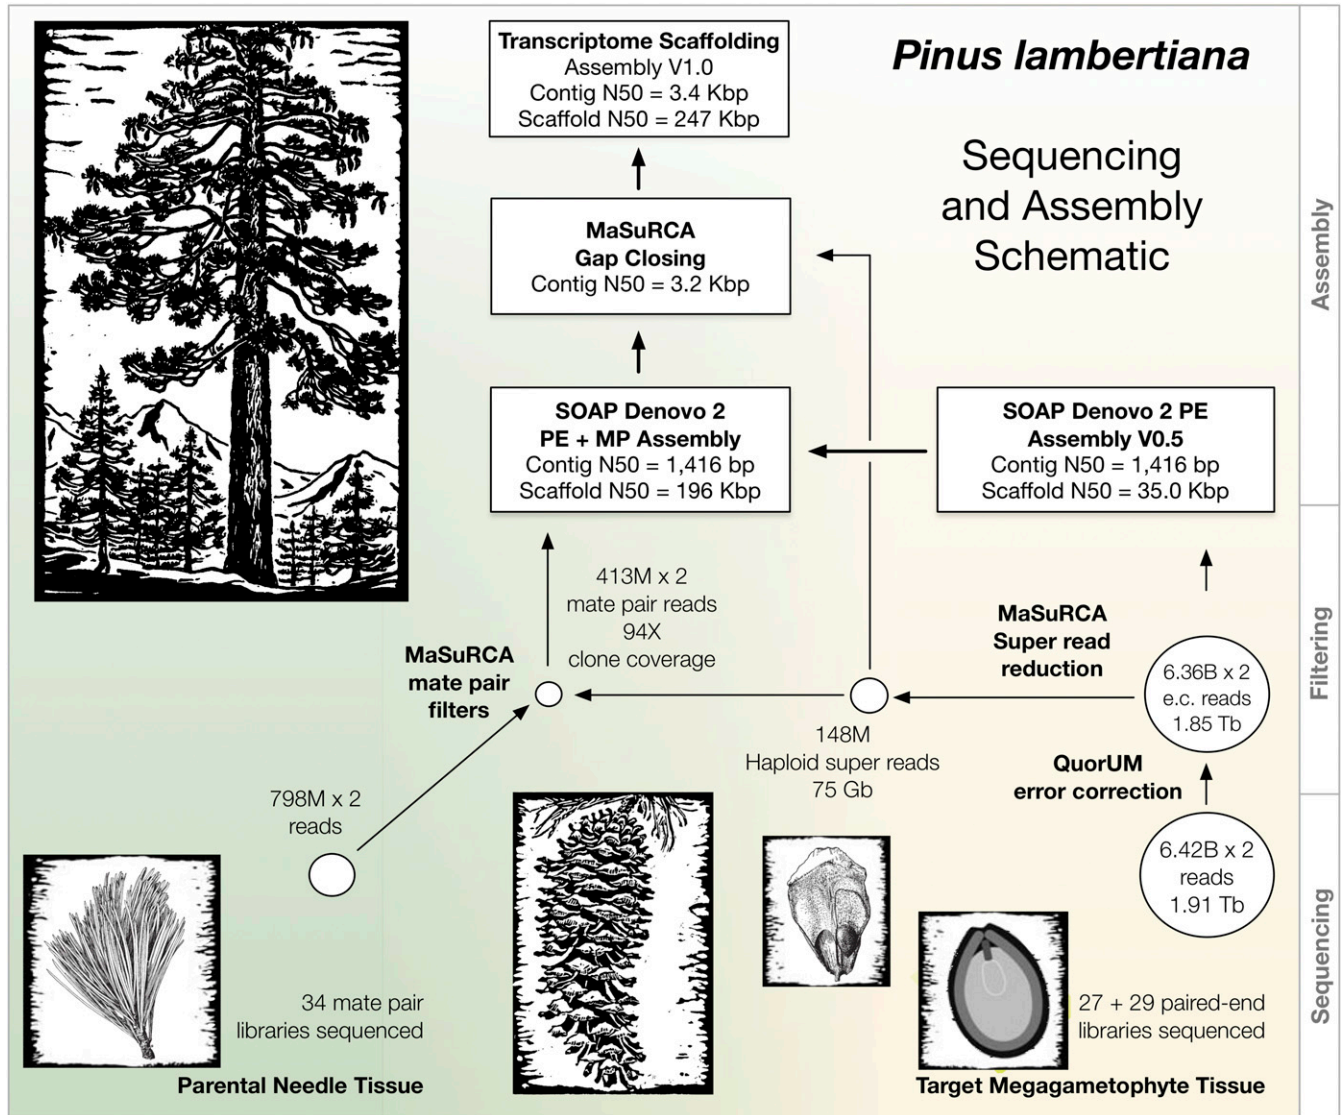 Pinus lambertiana
Sequencing
and Assembly
Schematic
Transcriptome Scaffolding
Assembly V1.0
Contig N50 = 3.4 Kbp
Scaffold N50 = 247 Kbp
MaSuRCA
Gap Closing
Contig N50 = 3.2 Kbp
SOAP Denovo 2
PE + MP Assembly
Contig N50 = 1,416 bp
Scaffold N50 = 196 Kbp
SOAP Denovo 2 PE
Assembly V0.5
Contig N50 = 1,416 bp
Scaffold N50 = 35.0 Kbp
Assembly
413M x 2
mate pair reads
94X
clone coverage
MaSuRCA
mate pair
filters
MaSuRCA
Super read
reduction
6.36B x 2
e.c. reads
1.85 Tb
148M
Haploid super reads
75 Gb
Filtering
QuorUM
error correction
798M x 2
reads
6.42B x 2
reads
1.91 Tb
34 mate pair
libraries sequenced
Parental Needle Tissue
27 + 29 paired-end
libraries sequenced
Target Megagametophyte Tissue
Sequencing